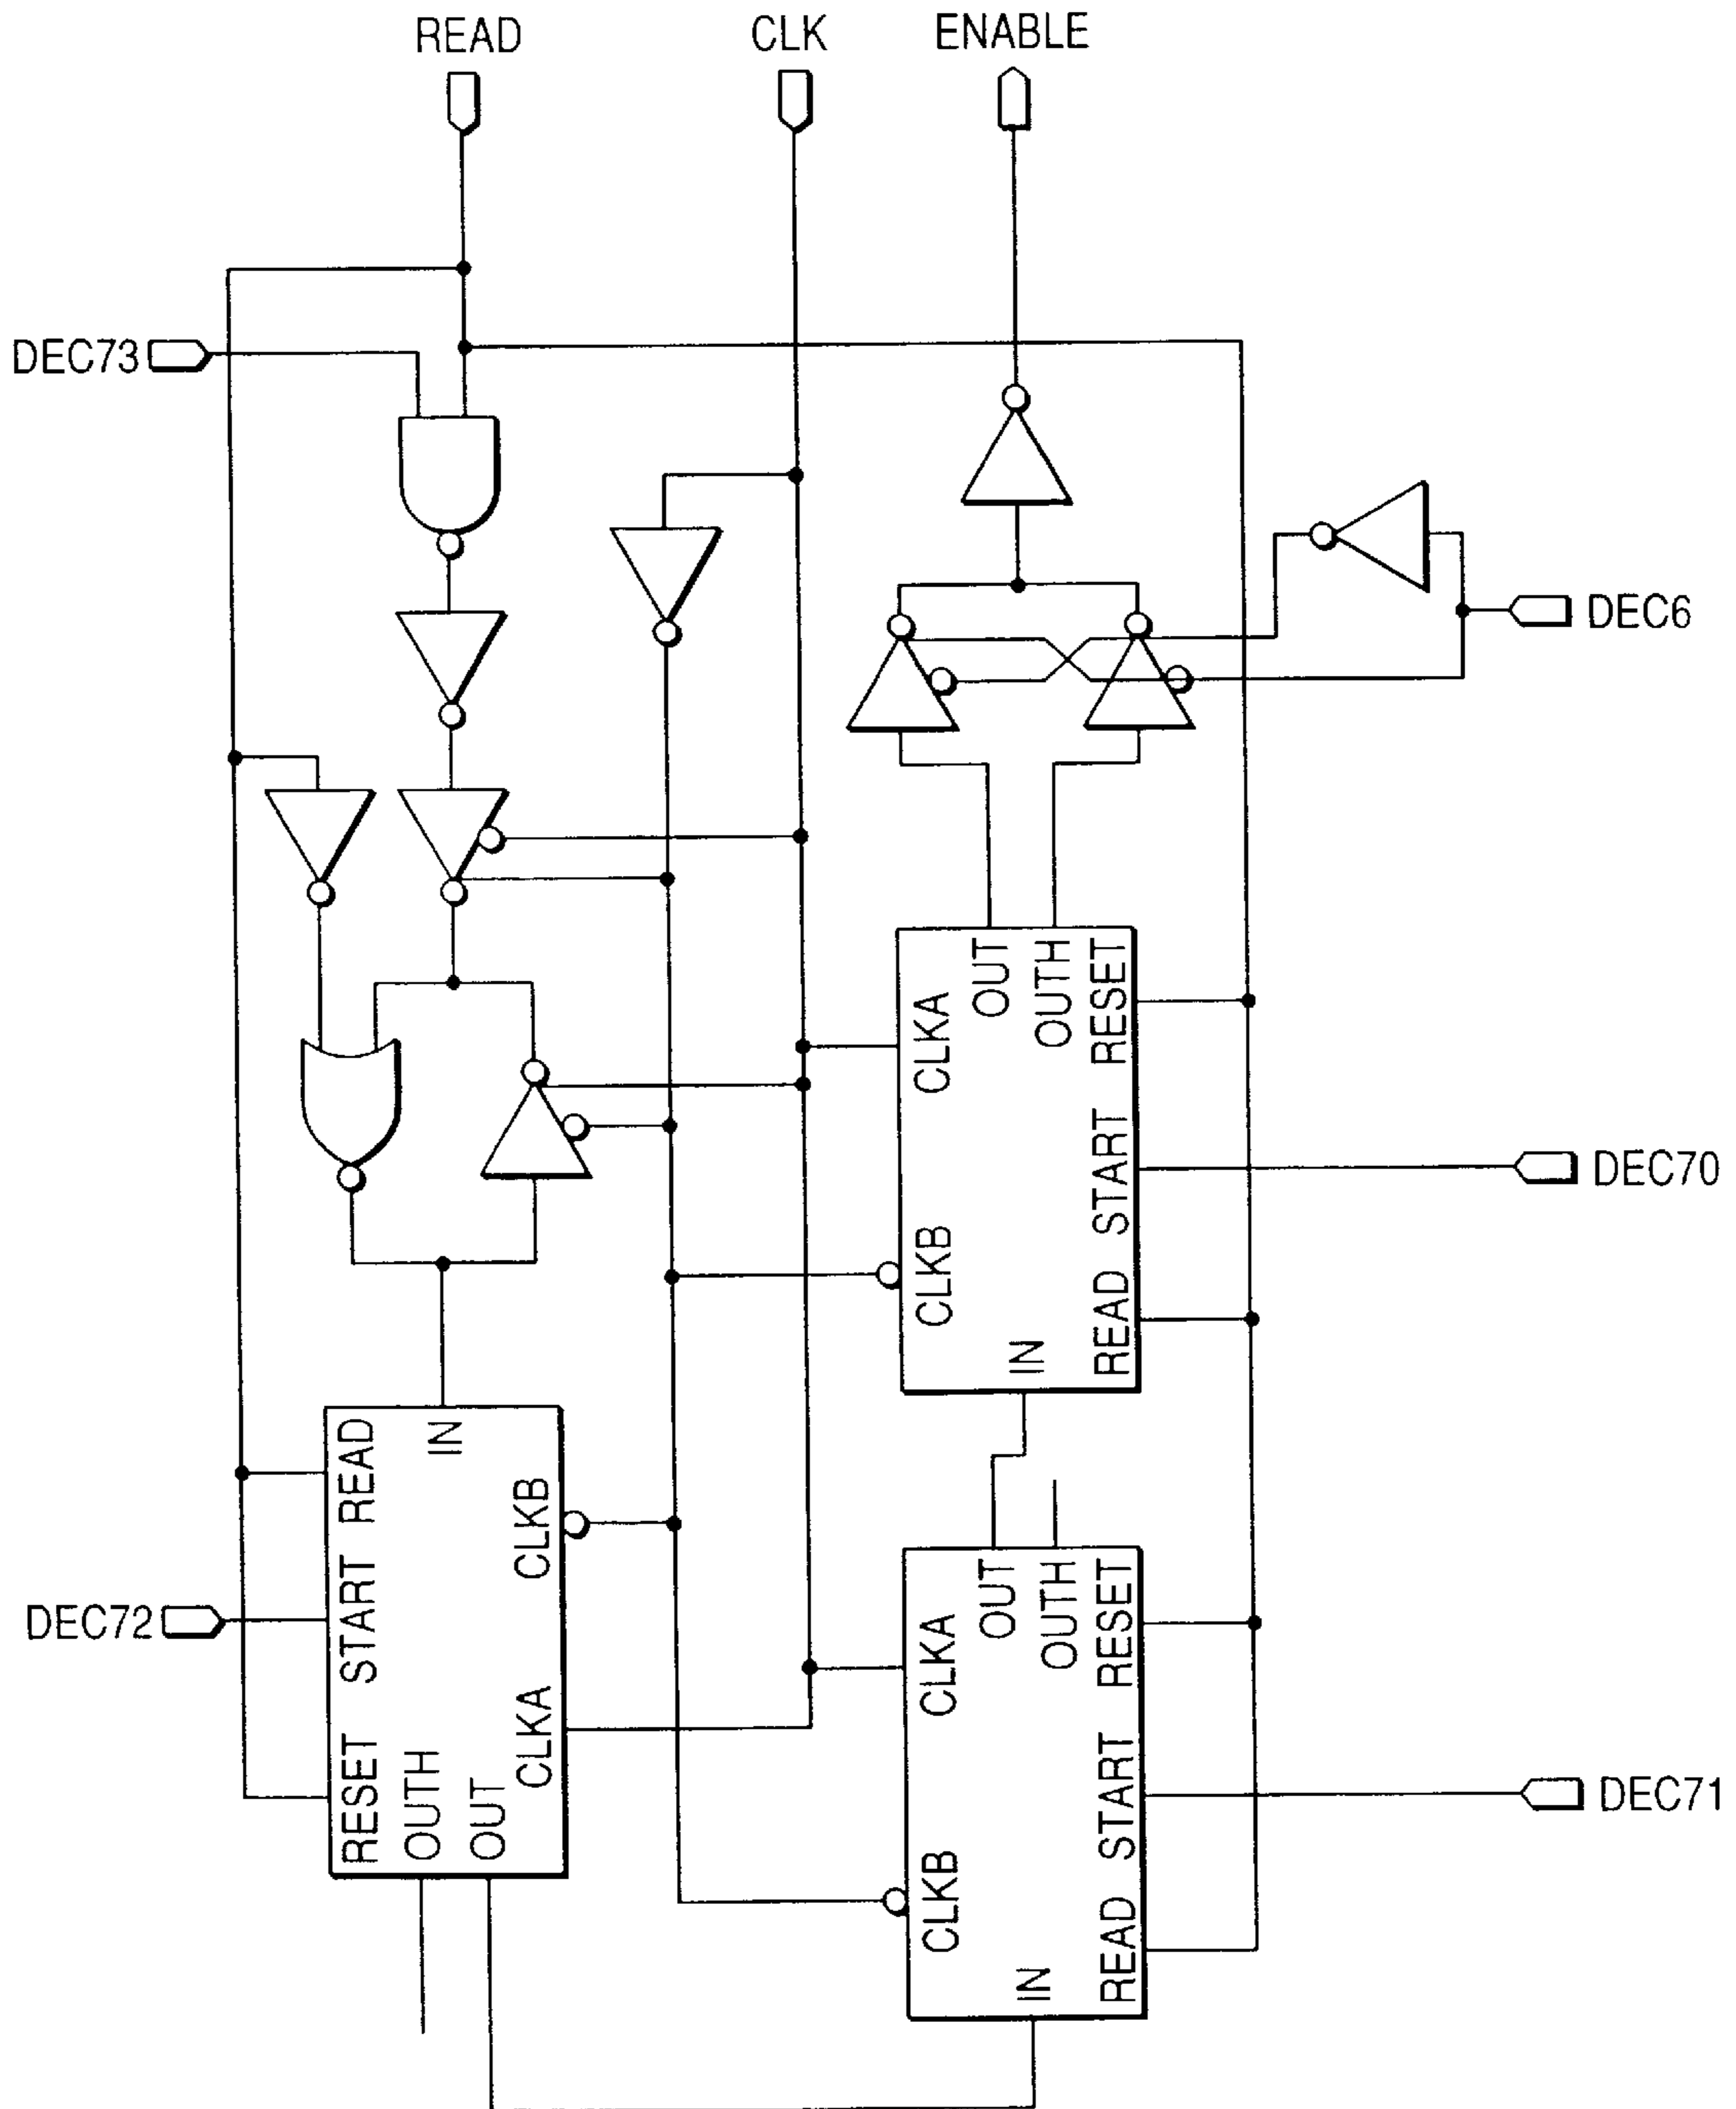 READ
CLK
ENABLE
DEC73
DEC6
OUT
OUTH
RESET
CLKA
START
DEC70
CLKB
READ
IN
READ
IN
CLKB
START
DEC72
CLKA
RESET
OUTH
OUT
OUT
OUTH
RESET
CLKA
START
DEC71
CLKB
READ
IN